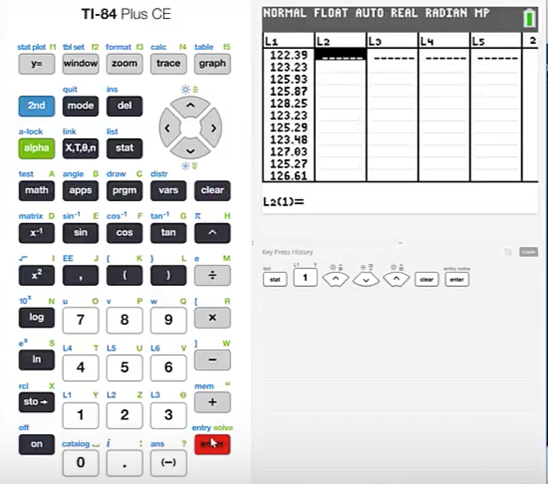 TI-84 Plus CE
stat plot f1 tbl set f2 format f3 calc f4 table f5
y= window zoom trace graph
quit ins
2nd mode del
a-lock link list
alpha X,T,θ,n stat
test A angle B draw C distr
math apps prgm vars clear
matrix D sin⁻¹ E cos⁻¹ F tan⁻¹ G π H
x⁻¹ sin cos tan ^
√ I EE J { K } L e M
x² , ( ) ÷
10ˣ N u O v P w Q [ R
log 7 8 9 ×
eˣ S L4 T L5 U L6 V ] W
ln 4 5 6 −
rcl X L1 Y L2 Z L3 θ mem "
sto→ 1 2 3 +
off catalog i : ans ? entry solve
on 0 . (−)
NORMAL FLOAT AUTO REAL RADIAN MP
L1 L2 L3 L4 L5 2
122.39 ------ ------ ------ ------
123.23
125.93
125.87
128.25
123.23
125.29
123.48
127.03
125.27
126.61
L2(1)=
Key Press History
list L1 Y entry solve
stat 1 clear enter